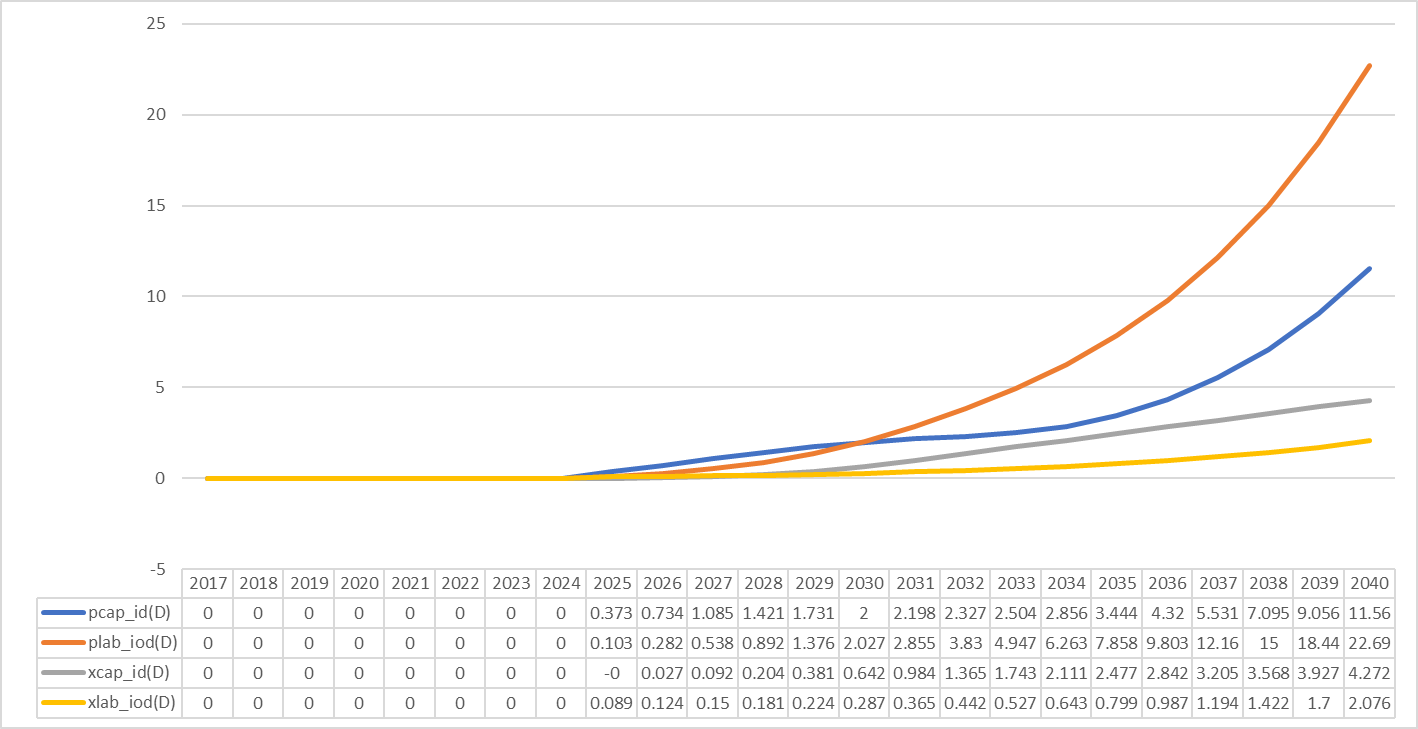 25
20
15
10
5
0
-5
2017 2018 2019 2020 2021 2022 2023 2024 2025 2026 2027 2028 2029 2030 2031 2032 2033 2034 2035 2036 2037 2038 2039 2040
pcap_id(D) 0 0 0 0 0 0 0 0 0.373 0.734 1.085 1.421 1.731 2 2.198 2.327 2.504 2.856 3.444 4.32 5.531 7.095 9.056 11.56
plab_iod(D) 0 0 0 0 0 0 0 0 0.103 0.282 0.538 0.892 1.376 2.027 2.855 3.83 4.947 6.263 7.858 9.803 12.16 15 18.44 22.69
xcap_id(D) 0 0 0 0 0 0 0 0 -0 0.027 0.092 0.204 0.381 0.642 0.984 1.365 1.743 2.111 2.477 2.842 3.205 3.568 3.927 4.272
xlab_iod(D) 0 0 0 0 0 0 0 0 0.089 0.124 0.15 0.181 0.224 0.287 0.365 0.442 0.527 0.643 0.799 0.987 1.194 1.422 1.7 2.076